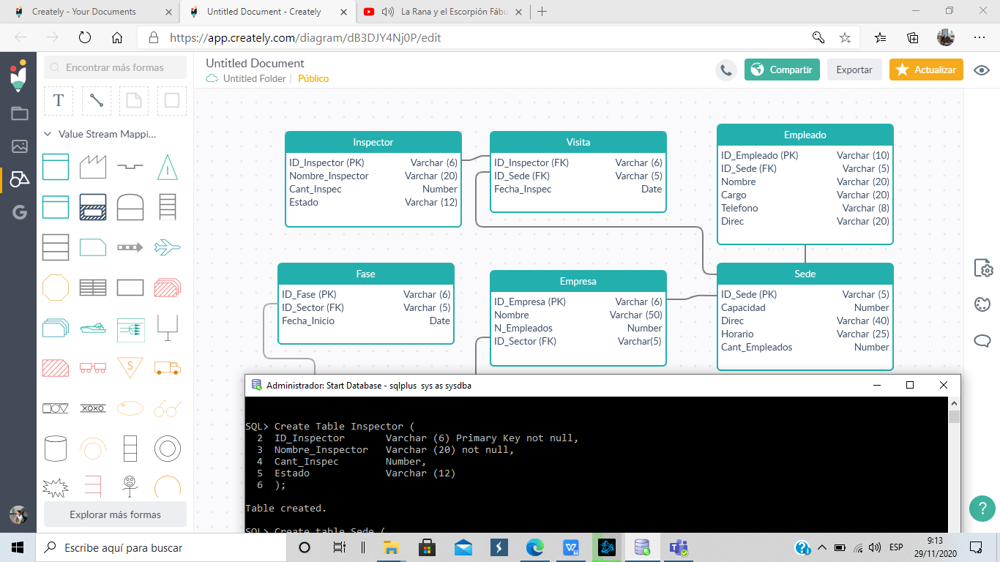 Creately - Your Documents
Untitled Document - Creately
La Rana y el Escorpión Fábu
https://app.creately.com/diagram/dB3DJY4Nj0P/edit
Encontrar más formas
Untitled Document
Untitled Folder | Público
Compartir
Exportar
Actualizar
T
Value Stream Mappi...
I
S
XOXO
G
Explorar más formas
Inspector
ID_Inspector (PK) Varchar (6)
Nombre_Inspector Varchar (20)
Cant_Inspec Number
Estado Varchar (12)
Visita
ID_Inspector (FK) Varchar (6)
ID_Sede (FK) Varchar (5)
Fecha_Inspec Date
Empleado
ID_Empleado (PK) Varchar (10)
ID_Sede (FK) Varchar (5)
Nombre Varchar (20)
Cargo Varchar (20)
Telefono Varchar (8)
Direc Varchar (20)
Fase
ID_Fase (PK) Varchar (6)
ID_Sector (FK) Varchar (5)
Fecha_Inicio Date
Empresa
ID_Empresa (PK) Varchar (6)
Nombre Varchar (50)
N_Empleados Number
ID_Sector (FK) Varchar(5)
Sede
ID_Sede (PK) Varchar (5)
Capacidad Number
Direc Varchar (40)
Horario Varchar (25)
Cant_Empleados Number
Administrador: Start Database - sqlplus sys as sysdba
SQL> Create Table Inspector (
2 ID_Inspector Varchar (6) Primary Key not null,
3 Nombre_Inspector Varchar (20) not null,
4 Cant_Inspec Number,
5 Estado Varchar (12)
6 );
Table created.
SQL> Create table Sede (
?
Escribe aquí para buscar
ESP
9:13
29/11/2020